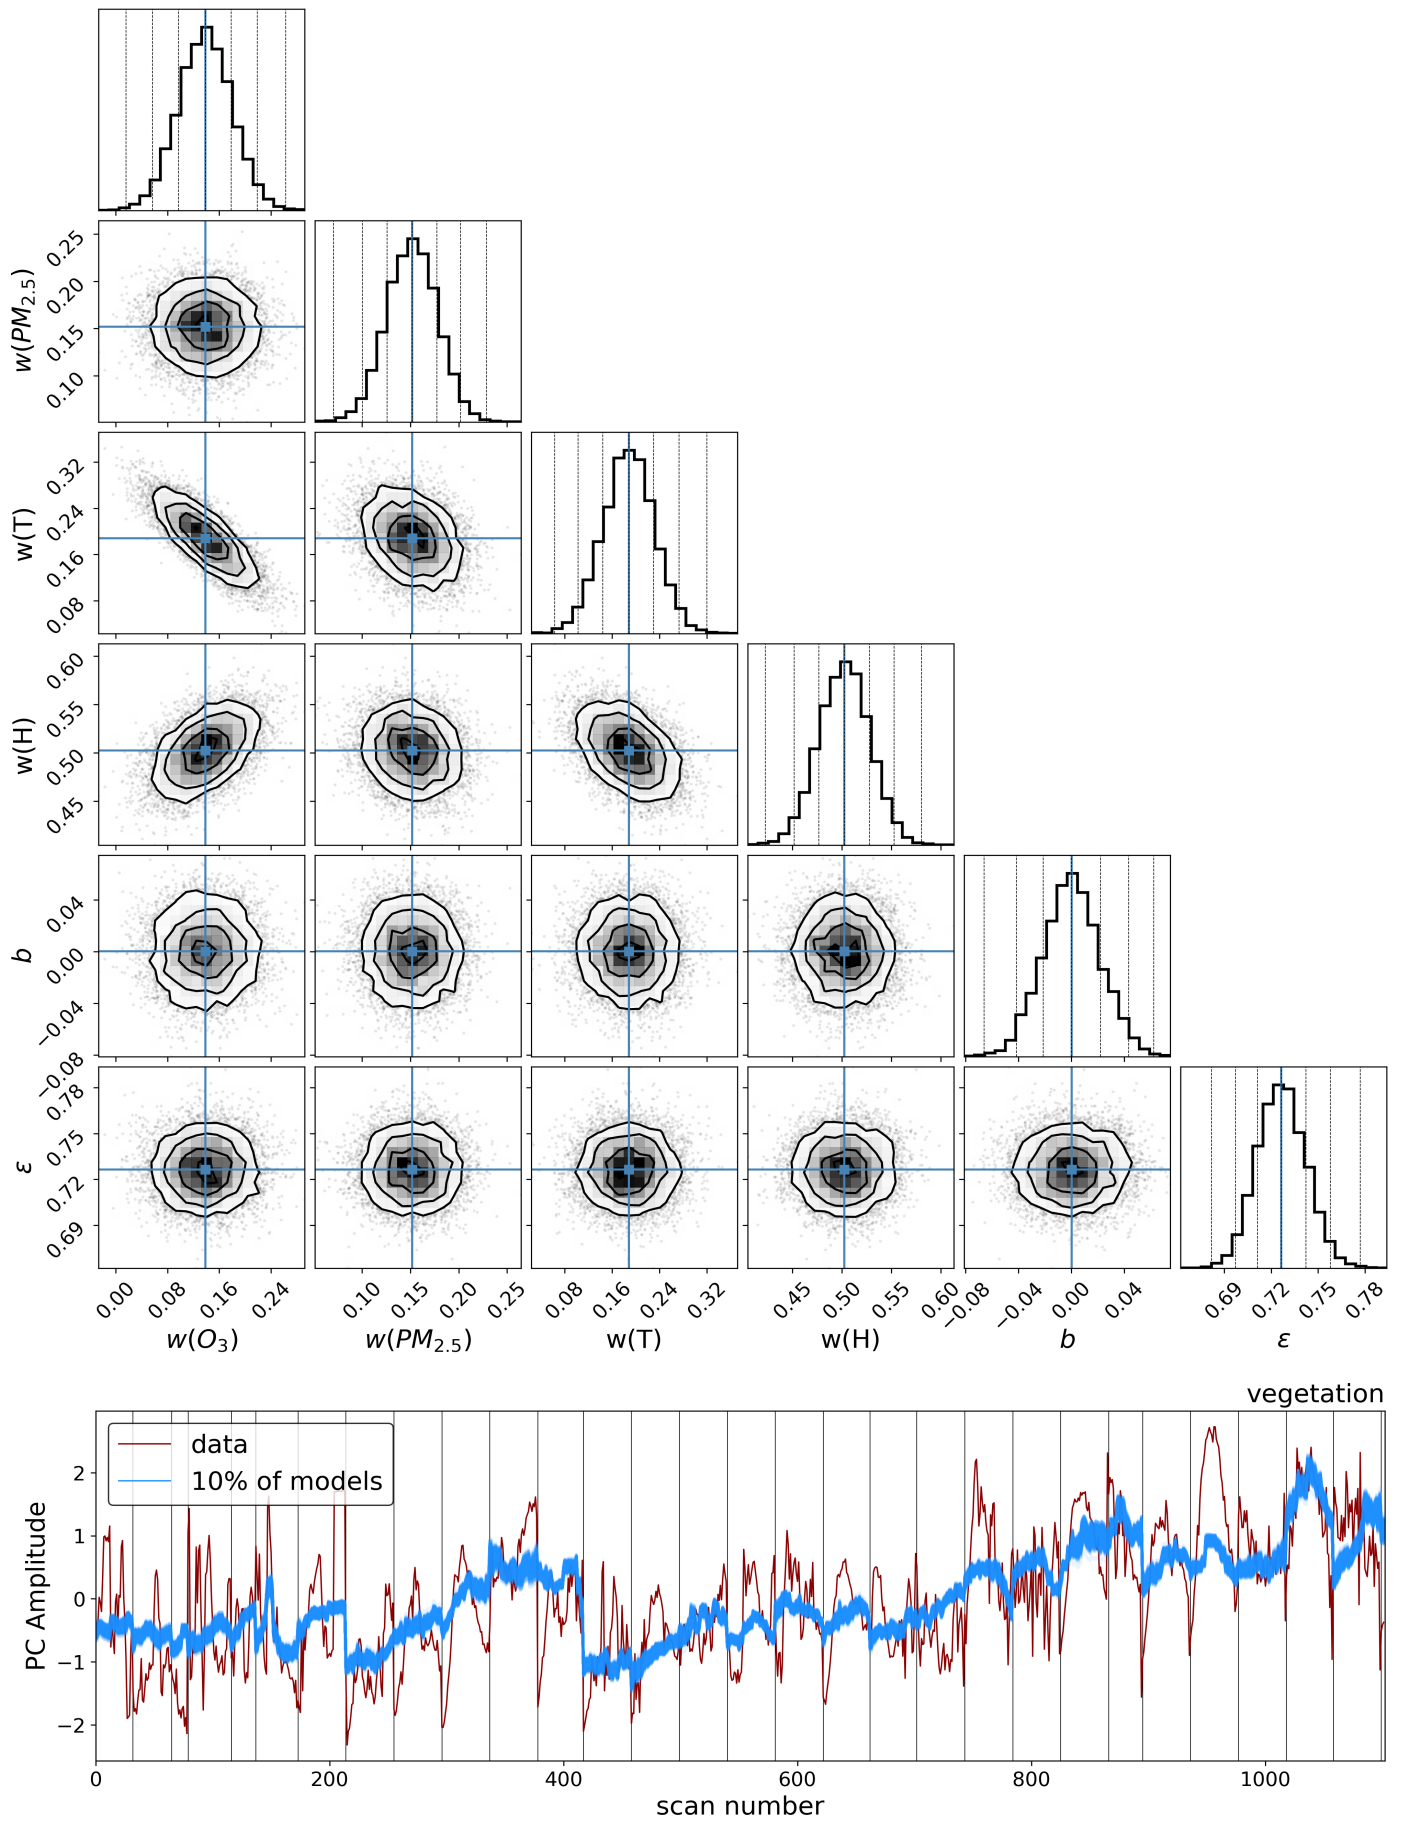 0.25
0.20
0.15
0.10
w(PM2.5)
0.32
0.24
0.16
0.08
w(T)
0.60
0.55
0.50
0.45
w(H)
0.04
0.00
−0.04
−0.08
b
0.78
0.75
0.72
0.69
ε
0.00 0.08 0.16 0.24
0.10 0.15 0.20 0.25
0.08 0.16 0.24 0.32
0.45 0.50 0.55 0.60
−0.08 −0.04 0.00 0.04
0.69 0.72 0.75 0.78
w(O3) w(PM2.5) w(T) w(H) b ε
vegetation
data
10% of models
2
1
0
−1
−2
PC Amplitude
0 200 400 600 800 1000
scan number